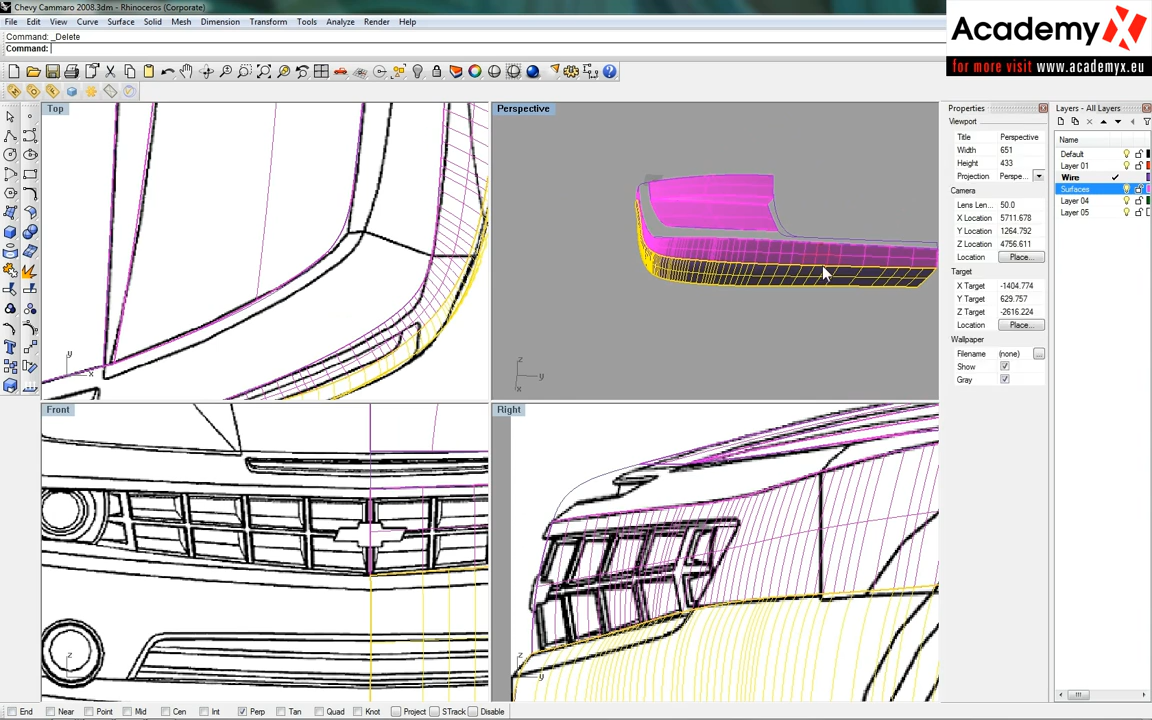 Chevy Cammaro 2008.3dm - Rhinoceros (Corporate)
File Edit View Curve Surface Solid Mesh Dimension Transform Tools Analyze Render Help
Command: _Delete
Command:
AcademyX
for more visit www.academyx.eu
Top
Perspective
Front
Right
Properties
Viewport
Title Perspective
Width 651
Height 433
Projection Perspe...
Camera
Lens Len... 50.0
X Location 5711.678
Y Location 1264.792
Z Location 4756.611
Location Place...
Target
X Target -1404.774
Y Target 629.757
Z Target -2616.224
Location Place...
Wallpaper
Filename (none) ...
Show
Gray
Layers - All Layers
Name
Default
Layer 01
Wire
Surfaces
Layer 04
Layer 05
y
x
z
y
x
z
z
y
End Near Point Mid Cen Int Perp Tan Quad Knot Project STrack Disable